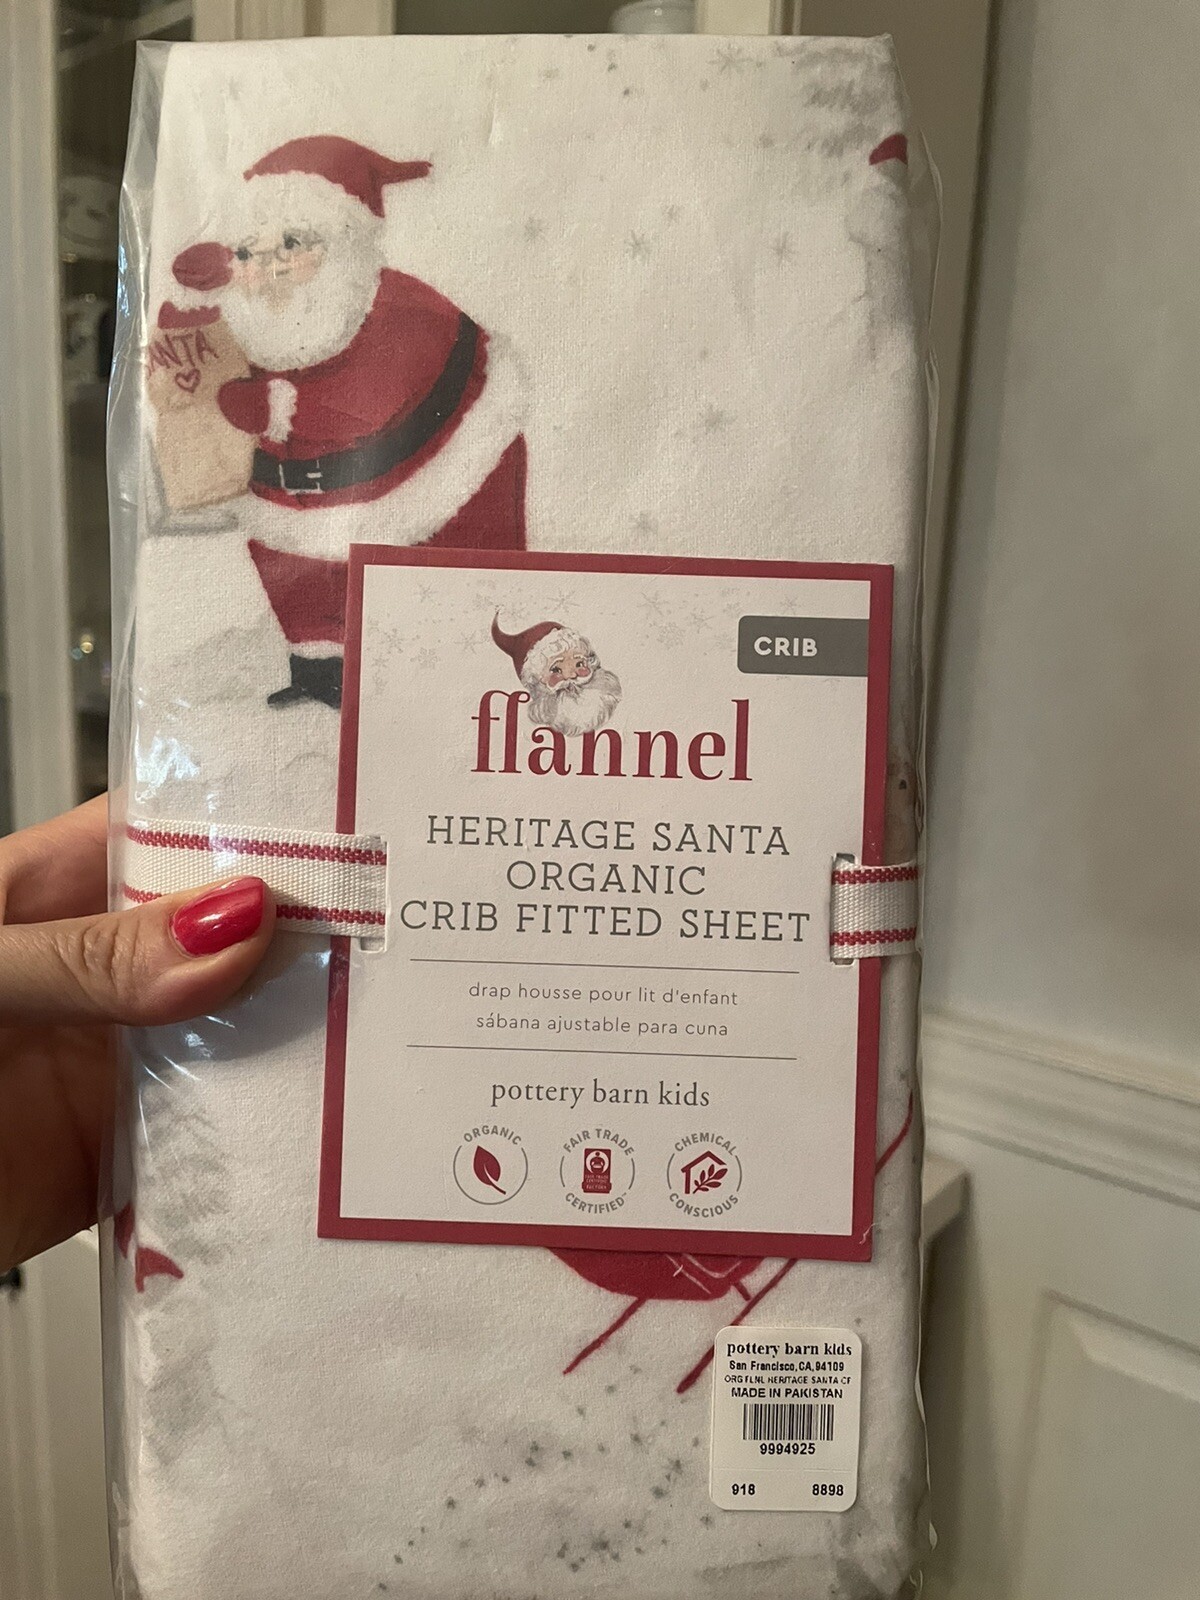 ANTA
CRIB
flannel
HERITAGE SANTA
ORGANIC
CRIB FITTED SHEET
drap housse pour lit d'enfant
sábana ajustable para cuna
pottery barn kids
ORGANIC
FAIR TRADE
CERTIFIED™
CHEMICAL
CONSCIOUS
pottery barn kids
San Francisco,CA,94109
ORG FLNL HERITAGE SANTA CF
MADE IN PAKISTAN
9994925
918 8898